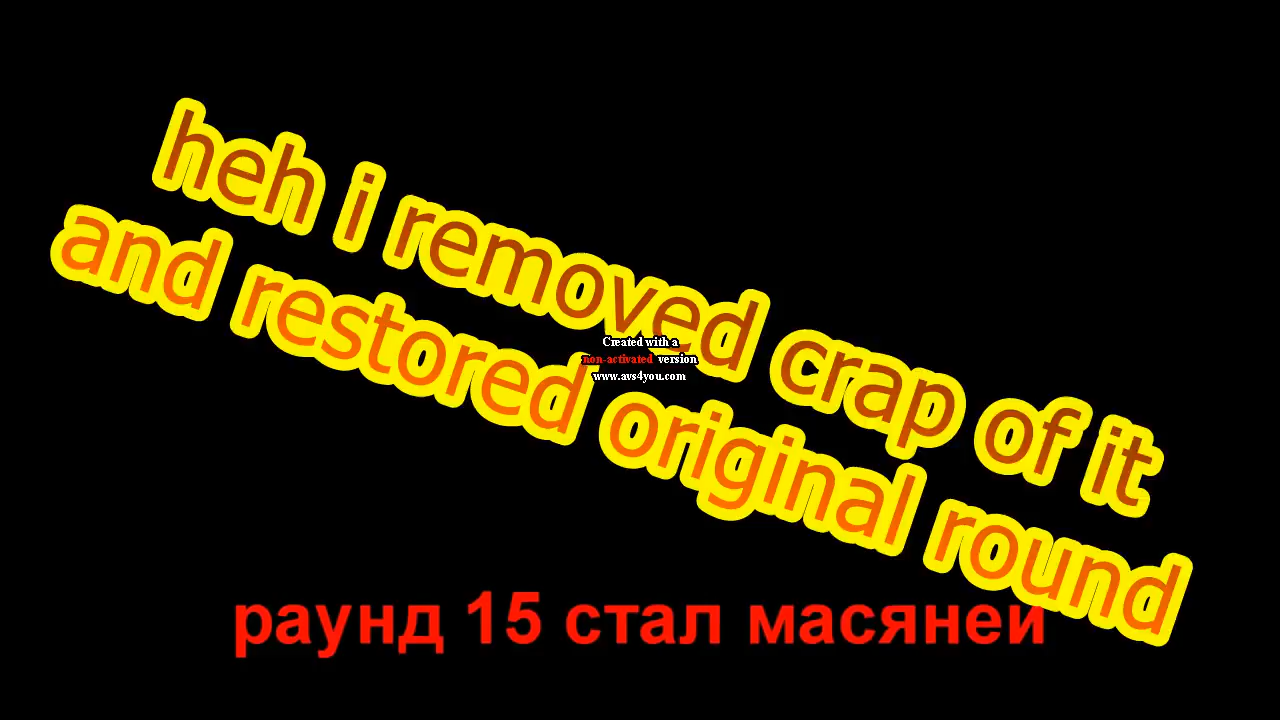 heh i removed crap of it
and restored original round
Created with a
non-activated version
www.avs4you.com
раунд 15 стал масяней